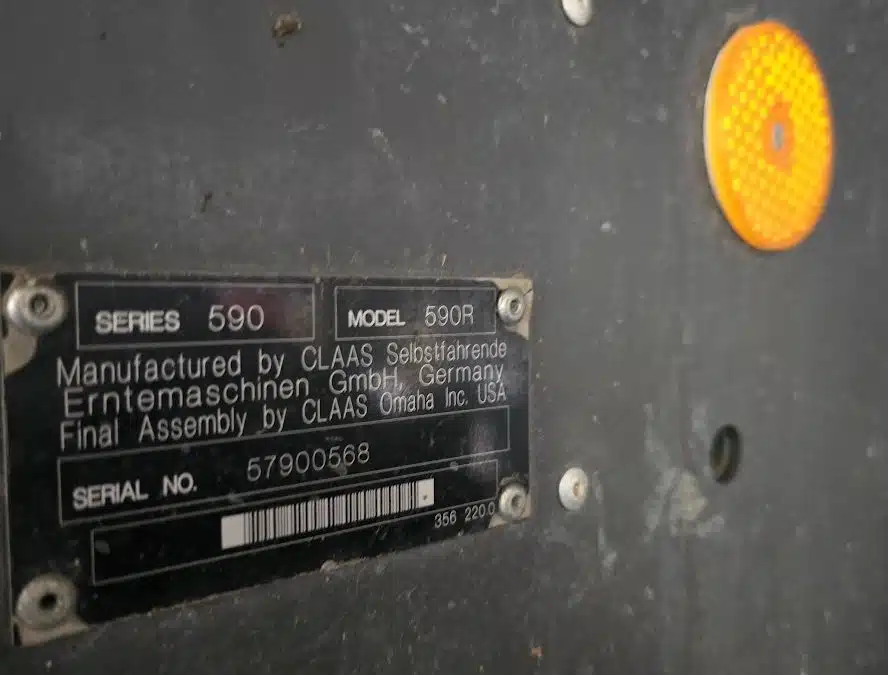 SERIES 590 MODEL 590R
Manufactured by CLAAS Selbstfahrende
Erntemaschinen GmbH, Germany
Final Assembly by CLAAS Omaha Inc. USA
SERIAL NO. 57900568
356 220.0